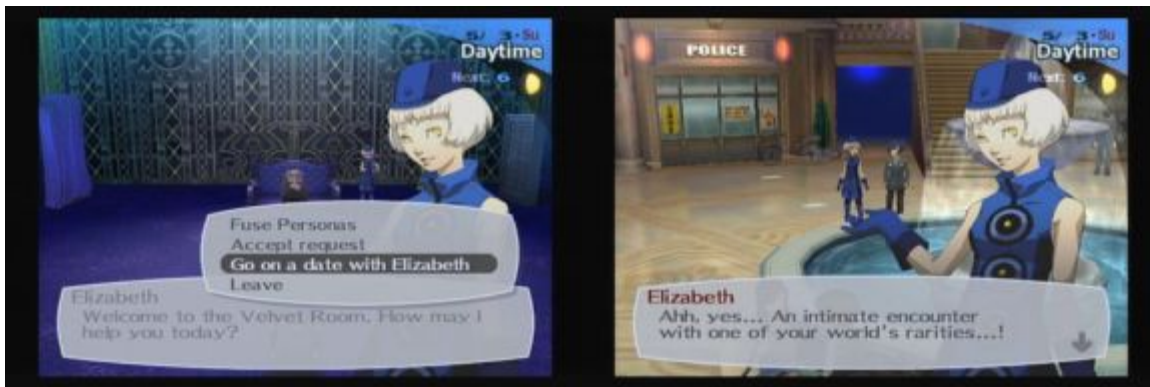 5/ 3・Su
Daytime
Next: 6
Fuse Personas
Accept request
Go on a date with Elizabeth
Leave
Elizabeth
Welcome to the Velvet Room. How may I
help you today?
POLICE
5/ 3・Su
Daytime
Next: 6
Elizabeth
Ahh, yes... An intimate encounter
with one of your world's rarities...!